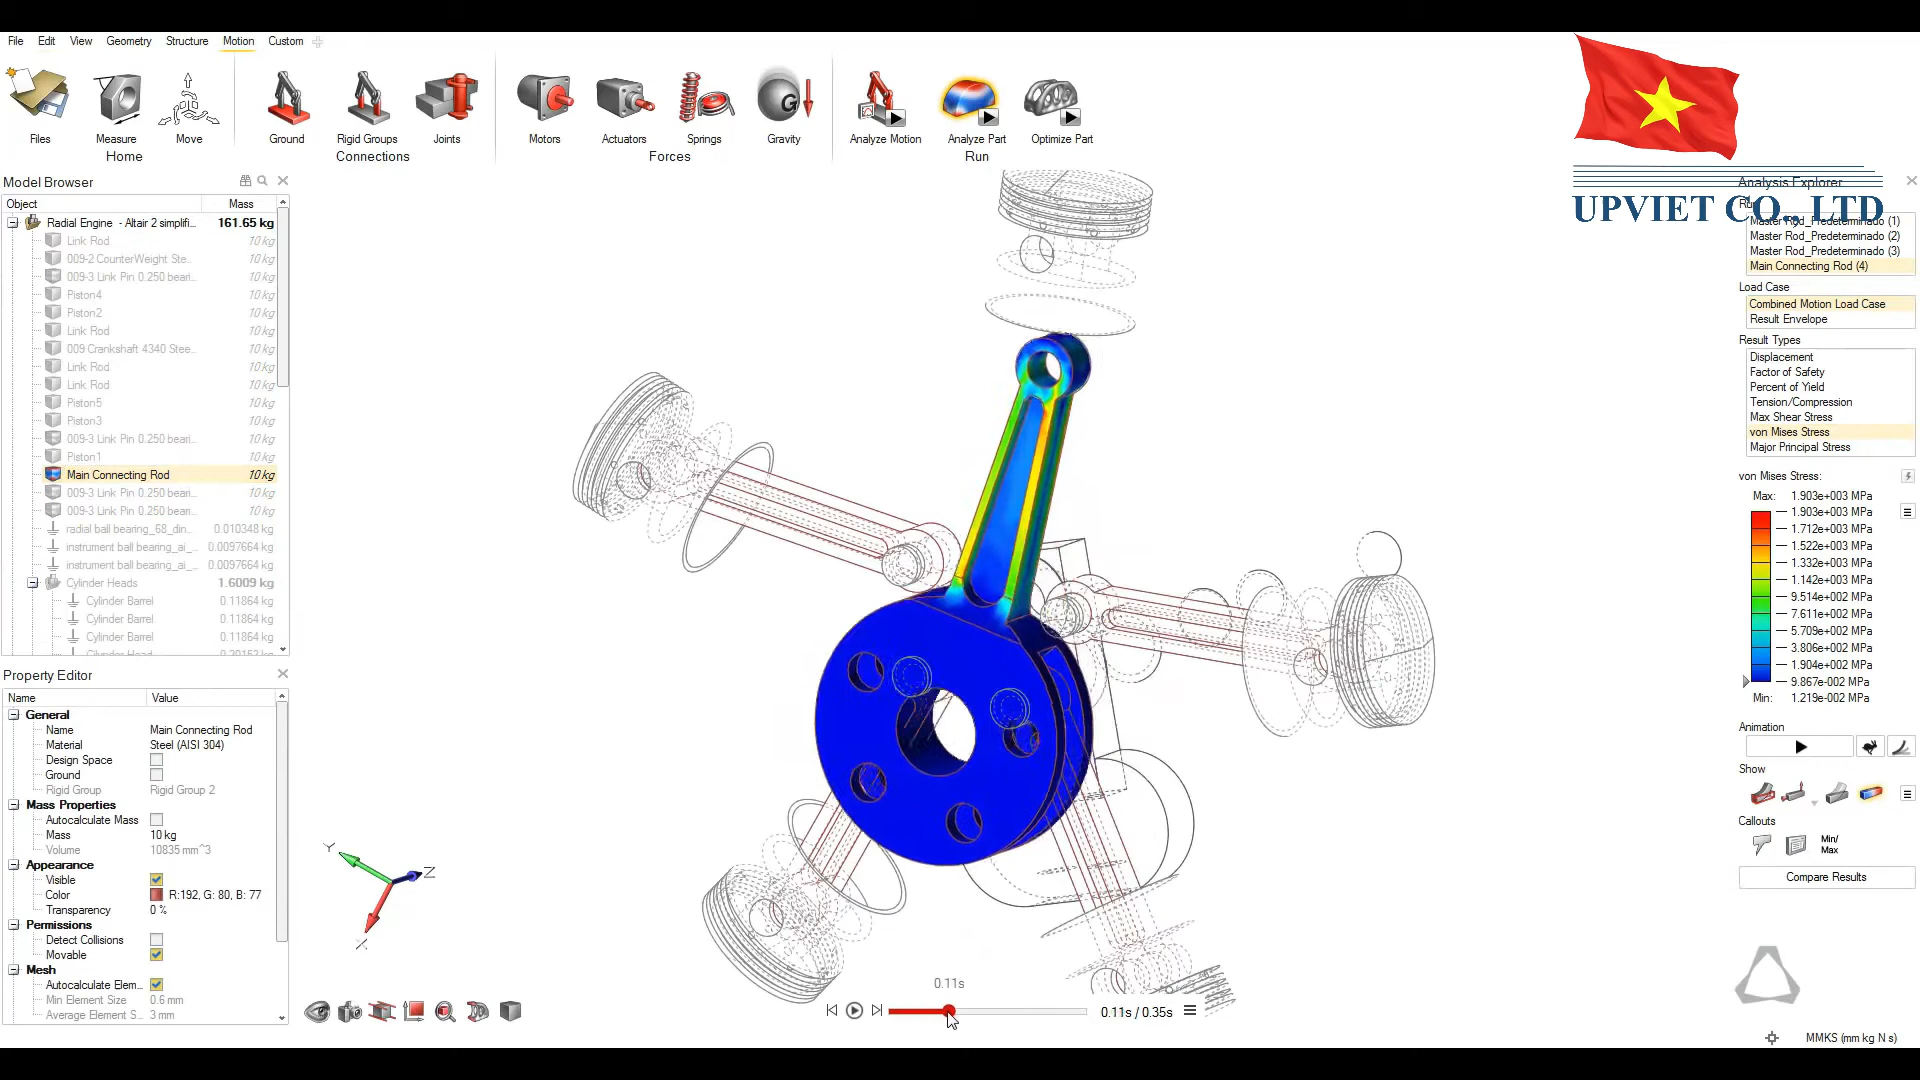 File Edit View Geometry Structure Motion Custom
Files Measure Move Ground Rigid Groups Joints Motors Actuators Springs Gravity Analyze Motion Analyze Part Optimize Part
Home Connections Forces Run
G
UPVIET CO., LTD
Model Browser
Object Mass
Radial Engine - Altair 2 simplifi... 161.65 kg
Link Rod 10 kg
009-2 CounterWeight Ste... 10 kg
009-3 Link Pin 0.250 beari... 10 kg
Piston4 10 kg
Piston2 10 kg
Link Rod 10 kg
009 Crankshaft 4340 Stee... 10 kg
Link Rod 10 kg
Link Rod 10 kg
Piston5 10 kg
Piston3 10 kg
009-3 Link Pin 0.250 beari... 10 kg
Piston1 10 kg
Main Connecting Rod 10 kg
009-3 Link Pin 0.250 beari... 10 kg
009-3 Link Pin 0.250 beari... 10 kg
radial ball bearing_68_din... 0.010348 kg
instrument ball bearing_ai_... 0.0097664 kg
instrument ball bearing_ai_... 0.0097664 kg
Cylinder Heads 1.6009 kg
Cylinder Barrel 0.11864 kg
Cylinder Barrel 0.11864 kg
Cylinder Barrel 0.11864 kg
Cylinder Head 0.20152 kg
Property Editor
Name Value
General
Name Main Connecting Rod
Material Steel (AISI 304)
Design Space
Ground
Rigid Group Rigid Group 2
Mass Properties
Autocalculate Mass
Mass 10 kg
Volume 10835 mm^3
Appearance
Visible
Color R:192, G: 80, B: 77
Transparency 0 %
Permissions
Detect Collisions
Movable
Mesh
Autocalculate Elem...
Min Element Size 0.6 mm
Average Element S... 3 mm
Y
Z
X
0.11s
0.11s / 0.35s
Analysis Explorer
Master Rod_Predeterminado (1)
Master Rod_Predeterminado (2)
Master Rod_Predeterminado (3)
Main Connecting Rod (4)
Load Case
Combined Motion Load Case
Result Envelope
Result Types
Displacement
Factor of Safety
Percent of Yield
Tension/Compression
Max Shear Stress
von Mises Stress
Major Principal Stress
von Mises Stress:
Max: 1.903e+003 MPa
1.903e+003 MPa
1.712e+003 MPa
1.522e+003 MPa
1.332e+003 MPa
1.142e+003 MPa
9.514e+002 MPa
7.611e+002 MPa
5.709e+002 MPa
3.806e+002 MPa
1.904e+002 MPa
9.867e-002 MPa
Min: 1.219e-002 MPa
Animation
Show
Callouts
Min/
Max
Compare Results
MMKS (mm kg N s)